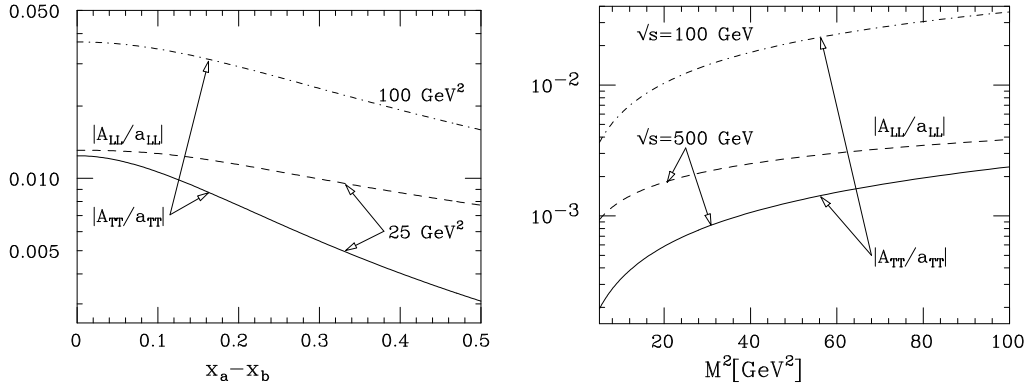 0.050
100 GeV²
|A_LL/a_LL|
0.010
|A_TT/a_TT|
25 GeV²
0.005
0 0.1 0.2 0.3 0.4 0.5
x_a−x_b
√s=100 GeV
10⁻²
|A_LL/a_LL|
√s=500 GeV
10⁻³
|A_TT/a_TT|
20 40 60 80 100
M²[GeV²]